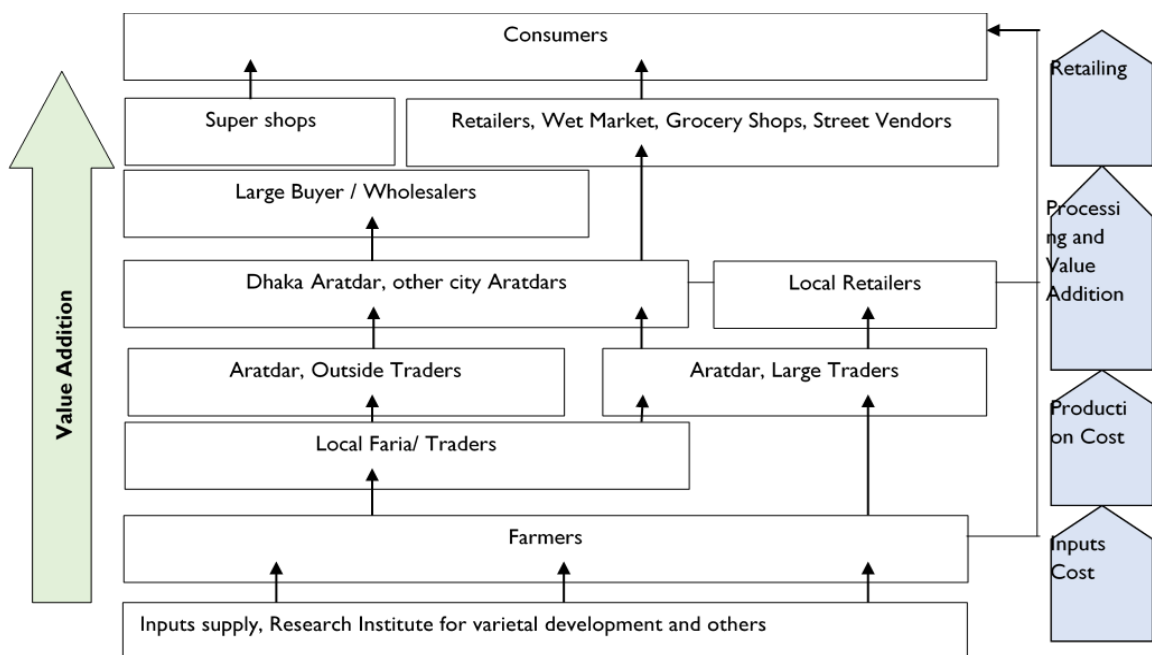 Consumers
Retailing
Super shops
Retailers, Wet Market, Grocery Shops, Street Vendors
Large Buyer / Wholesalers
Processi
ng and
Value
Addition
Dhaka Aratdar, other city Aratdars
Local Retailers
Value Addition
Aratdar, Outside Traders
Aratdar, Large Traders
Producti
on Cost
Local Faria/ Traders
Farmers
Inputs
Cost
Inputs supply, Research Institute for varietal development and others